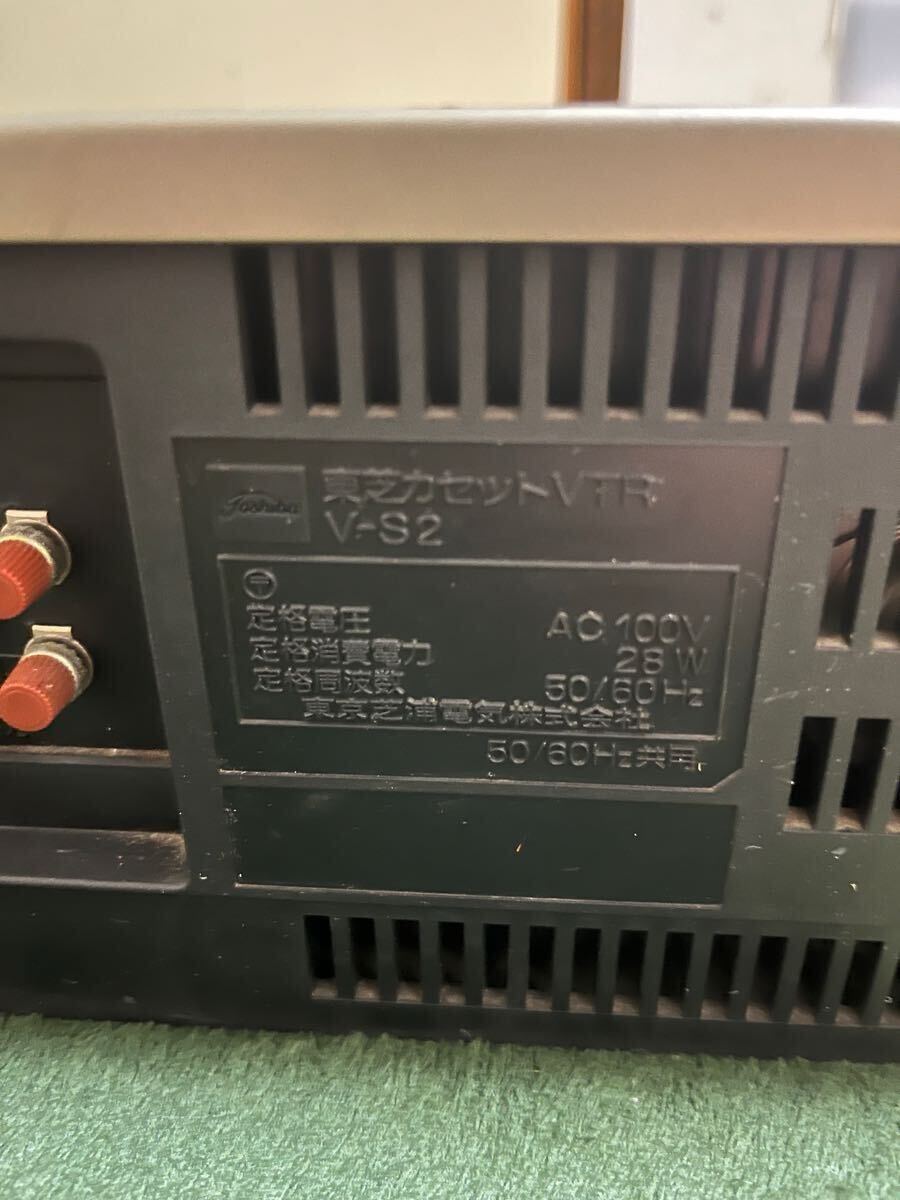 Toshiba
東芝カセットVTR
V-S2
〒
定格電圧 AC 100V
定格消費電力 28W
定格周波数 50/60Hz
東京芝浦電気株式会社
50/60Hz共用